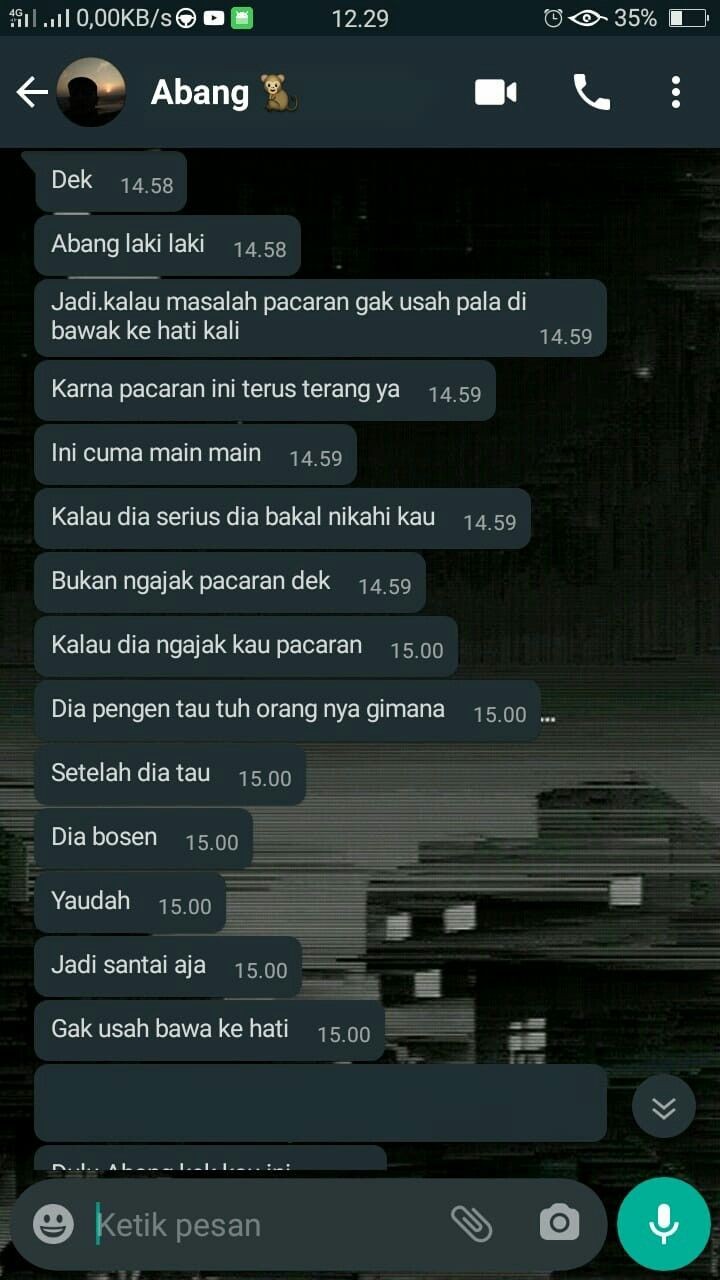 4G 0,00KB/s 12.29 35%
Abang
Dek 14.58
Abang laki laki 14.58
Jadi.kalau masalah pacaran gak usah pala di
bawak ke hati kali 14.59
Karna pacaran ini terus terang ya 14.59
Ini cuma main main 14.59
Kalau dia serius dia bakal nikahi kau 14.59
Bukan ngajak pacaran dek 14.59
Kalau dia ngajak kau pacaran 15.00
Dia pengen tau tuh orang nya gimana 15.00
Setelah dia tau 15.00
Dia bosen 15.00
Yaudah 15.00
Jadi santai aja 15.00
Gak usah bawa ke hati 15.00
Dulu Abang kek kau ini
Ketik pesan